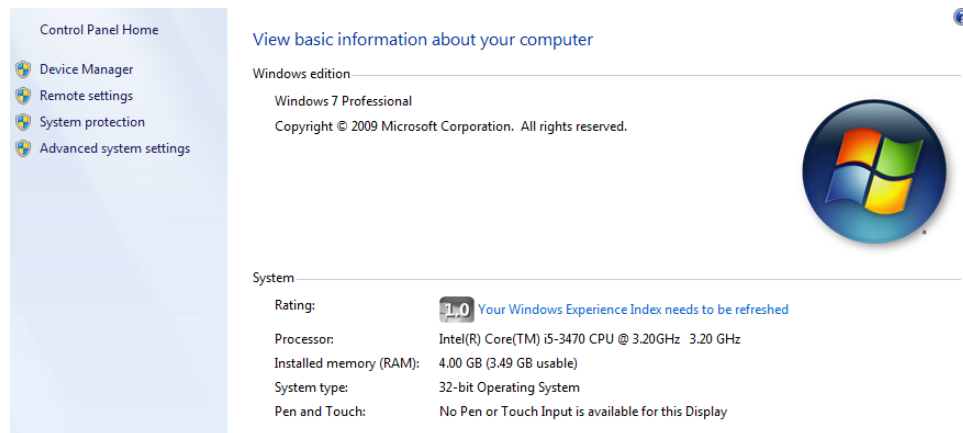 Control Panel Home
Device Manager
Remote settings
System protection
Advanced system settings
View basic information about your computer
Windows edition
Windows 7 Professional
Copyright © 2009 Microsoft Corporation.  All rights reserved.
System
Rating:
1.0 Your Windows Experience Index needs to be refreshed
Processor: Intel(R) Core(TM) i5-3470 CPU @ 3.20GHz  3.20 GHz
Installed memory (RAM): 4.00 GB (3.49 GB usable)
System type: 32-bit Operating System
Pen and Touch: No Pen or Touch Input is available for this Display